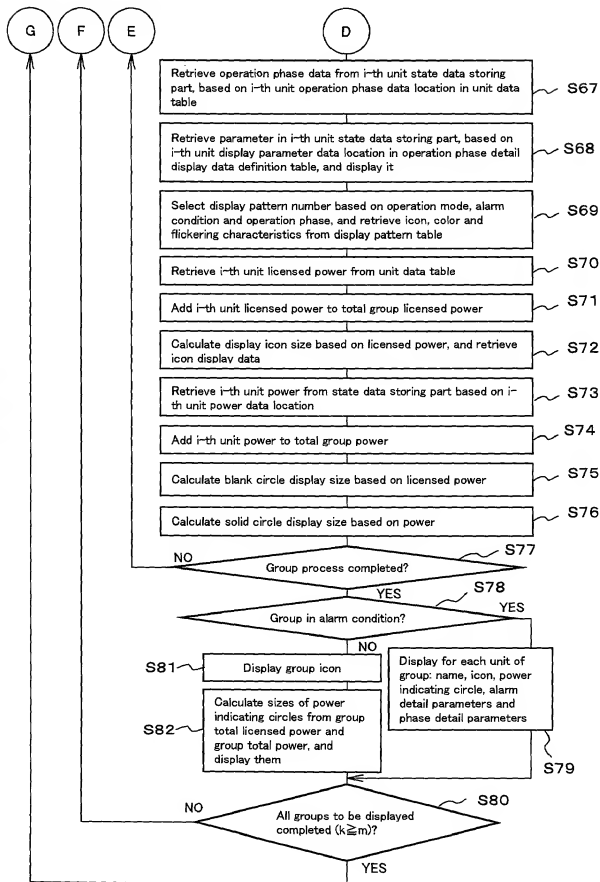 G F E D
Retrieve operation phase data from i-th unit state data storing
part, based on i-th unit operation phase data location in unit data
table
S67
Retrieve parameter in i-th unit state data storing part, based on
i-th unit display parameter data location in operation phase detail
display data definition table, and display it
S68
Select display pattern number based on operation mode, alarm
condition and operation phase, and retrieve icon, color and
flickering characteristics from display pattern table
S69
Retrieve i-th unit licensed power from unit data table
S70
Add i-th unit licensed power to total group licensed power
S71
Calculate display icon size based on licensed power, and retrieve
icon display data
S72
Retrieve i-th unit power from state data storing part based on i-
th unit power data location
S73
Add i-th unit power to total group power
S74
Calculate blank circle display size based on licensed power
S75
Calculate solid circle display size based on power
S76
S77
NO
Group process completed?
YES
S78
Group in alarm condition?
YES
NO
S81
Display group icon
Display for each unit of
group: name, icon, power
indicating circle, alarm
detail parameters and
phase detail parameters
S79
S82
Calculate sizes of power
indicating circles from group
total licensed power and
group total power, and
display them
S80
NO
All groups to be displayed
completed (k≧m)?
YES